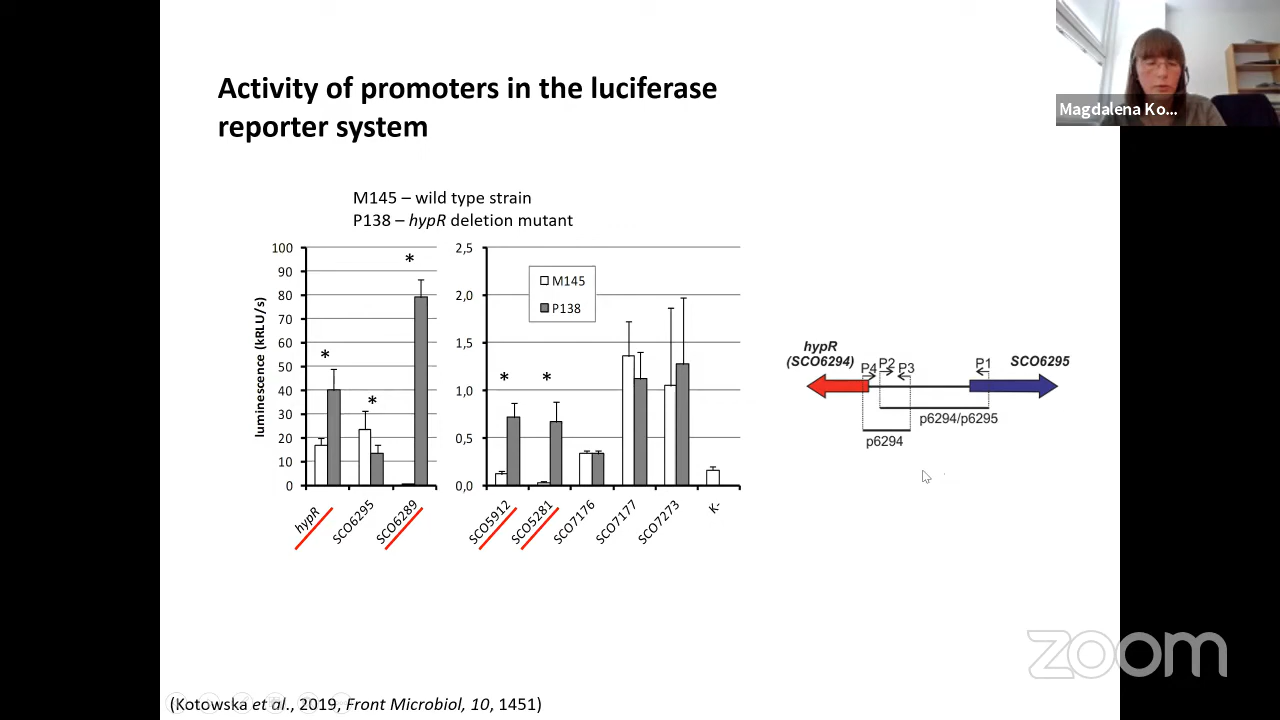 Activity of promoters in the luciferase
reporter system
Magdalena Ko...
M145 – wild type strain
P138 – hypR deletion mutant
luminescence (kRLU/s)
100
90
80
70
60
50
40
30
20
10
0
*
*
*
hypR
SCO6295
SCO6289
2,5
2,0
1,5
1,0
0,5
0,0
M145
P138
*
*
SCO5912
SCO5281
SCO7176
SCO7177
SCO7273
K-
hypR
(SCO6294)
P4
P2
P3
P1
SCO6295
p6294/p6295
p6294
zoom
(Kotowska et al., 2019, Front Microbiol, 10, 1451)